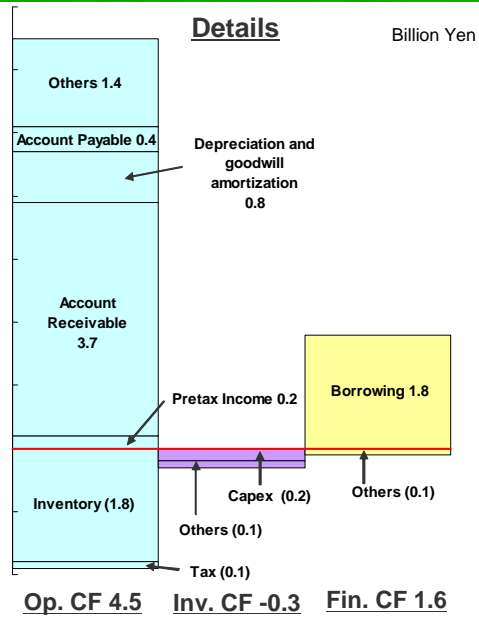 Details
Billion Yen
Others 1.4
Account Payable 0.4
Depreciation and
goodwill
amortization
0.8
Account
Receivable
3.7
Pretax Income 0.2
Borrowing 1.8
Inventory (1.8)
Capex (0.2)
Others (0.1)
Others (0.1)
Tax (0.1)
Op. CF 4.5
Inv. CF -0.3
Fin. CF 1.6